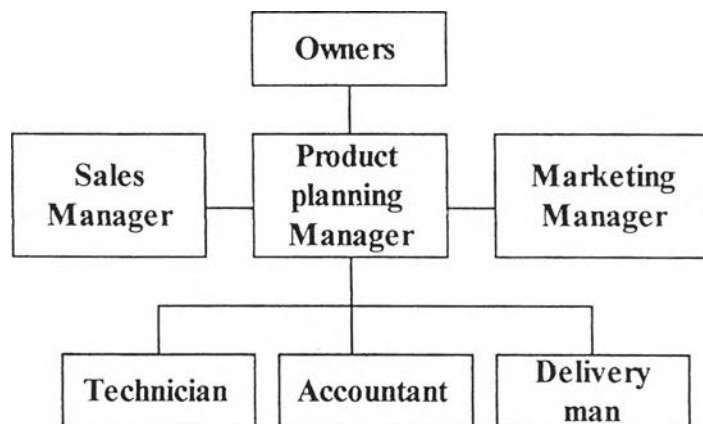 Owners
Sales
Manager
Product
planning
Manager
Marketing
Manager
Technician
Accountant
Delivery
man